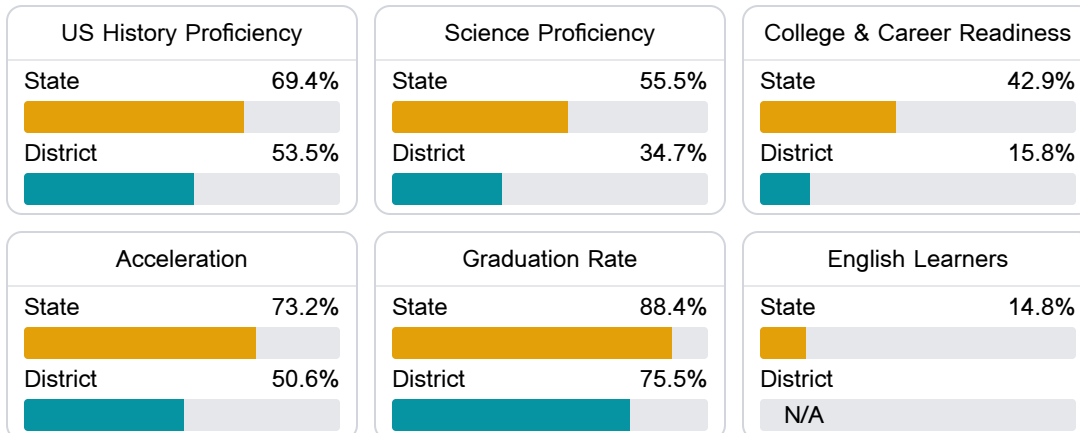 US History Proficiency
State 69.4%
District 53.5%
Science Proficiency
State 55.5%
District 34.7%
College & Career Readiness
State 42.9%
District 15.8%
Acceleration
State 73.2%
District 50.6%
Graduation Rate
State 88.4%
District 75.5%
English Learners
State 14.8%
District
N/A